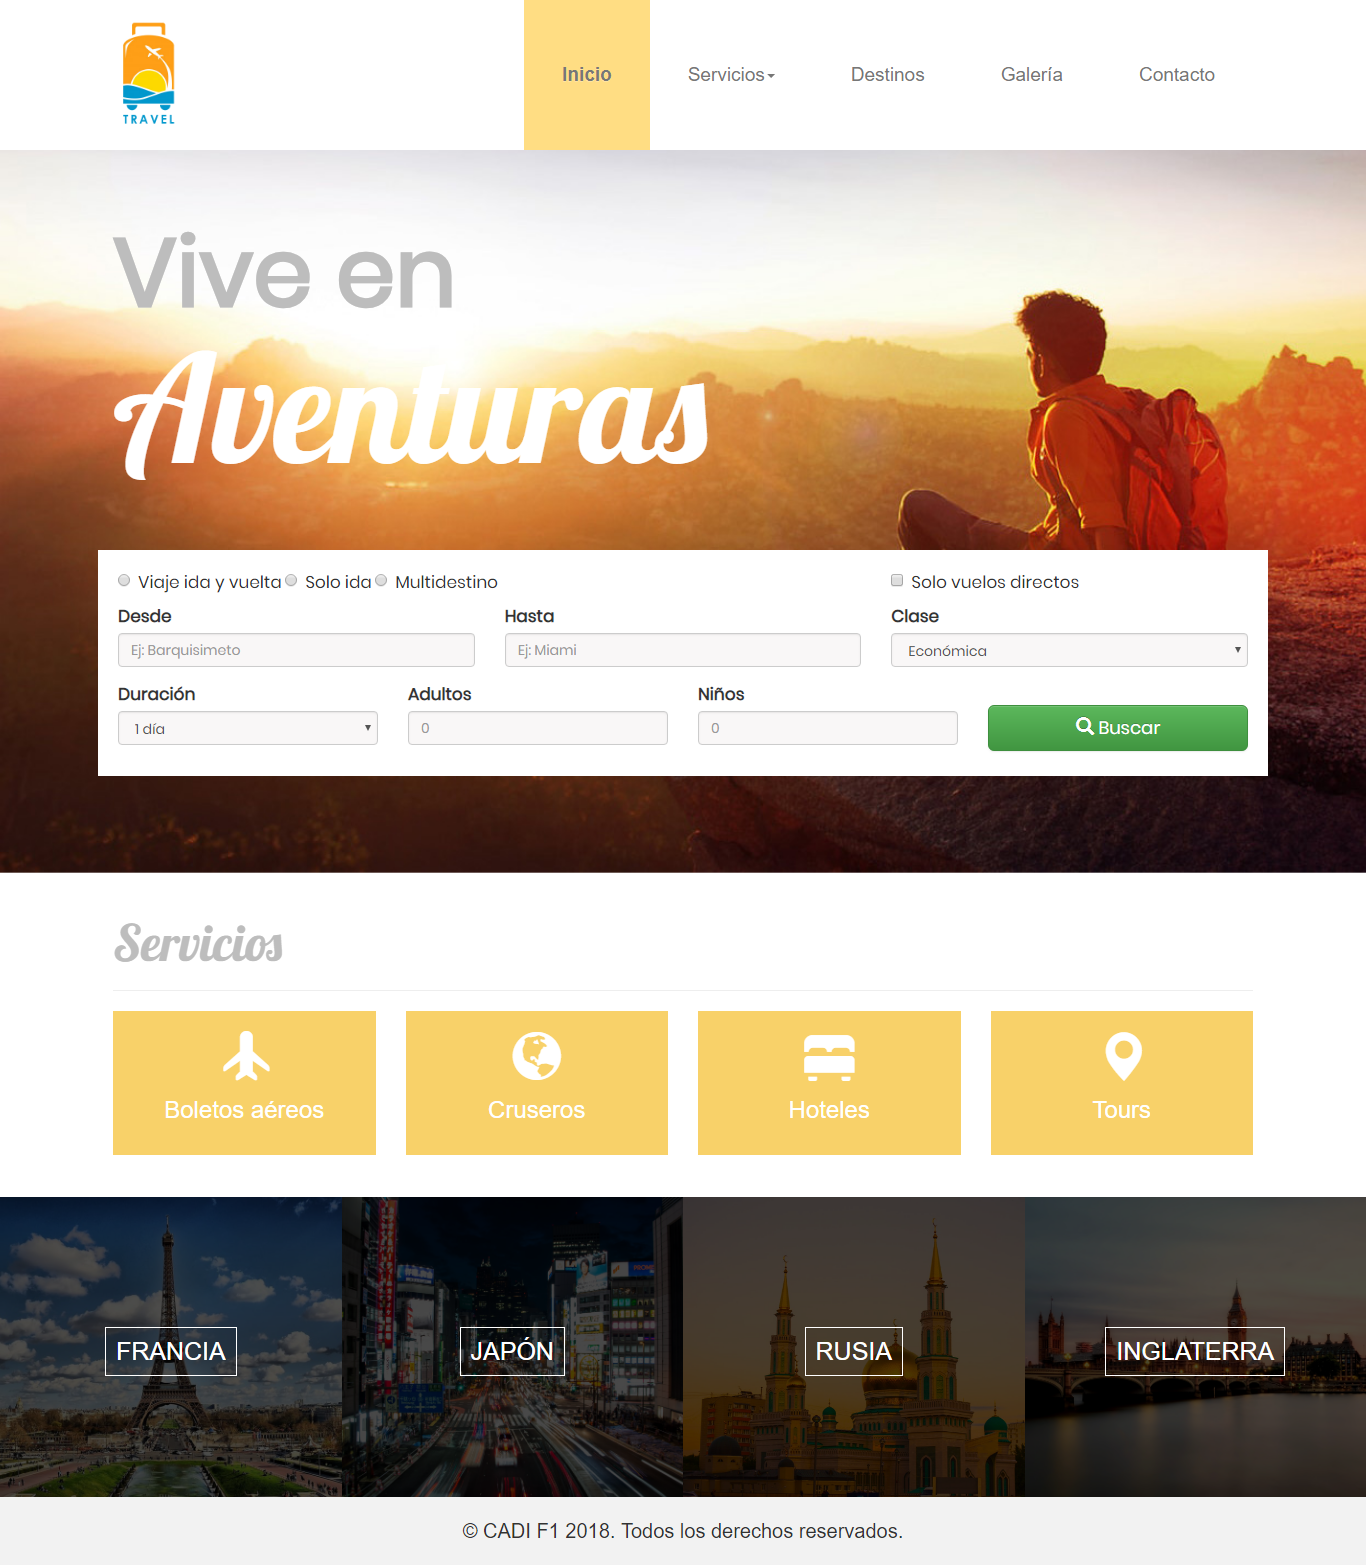 TRAVEL
Inicio
Servicios
Destinos
Galería
Contacto
Vive en
Aventuras
Viaje ida y vuelta
Solo ida
Multidestino
Solo vuelos directos
Desde
Hasta
Clase
Ej: Barquisimeto
Ej: Miami
Económica
Duración
Adultos
Niños
1 día
0
0
Buscar
Servicios
Boletos aéreos
Cruseros
Hoteles
Tours
FRANCIA
JAPÓN
RUSIA
INGLATERRA
© CADI F1 2018. Todos los derechos reservados.